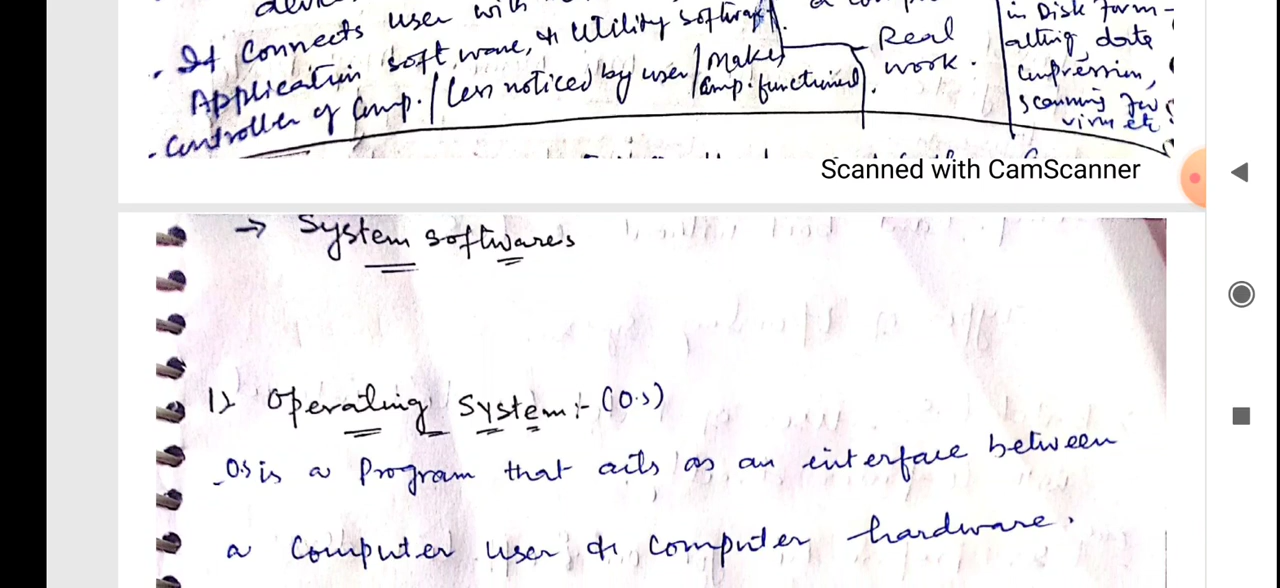 • It Connects user with
Application software, & Utility software.
• Controller of Comp. / Less noticed by user / Makes Comp. functional.
Real work.
in Disk form-
atting, data
Compression,
scanning for
virus etc.
Scanned with CamScanner
→ System softwares
1> Operating System:- (O.S)
OS is a Program that acts as an interface between
a Computer user & Computer hardware.